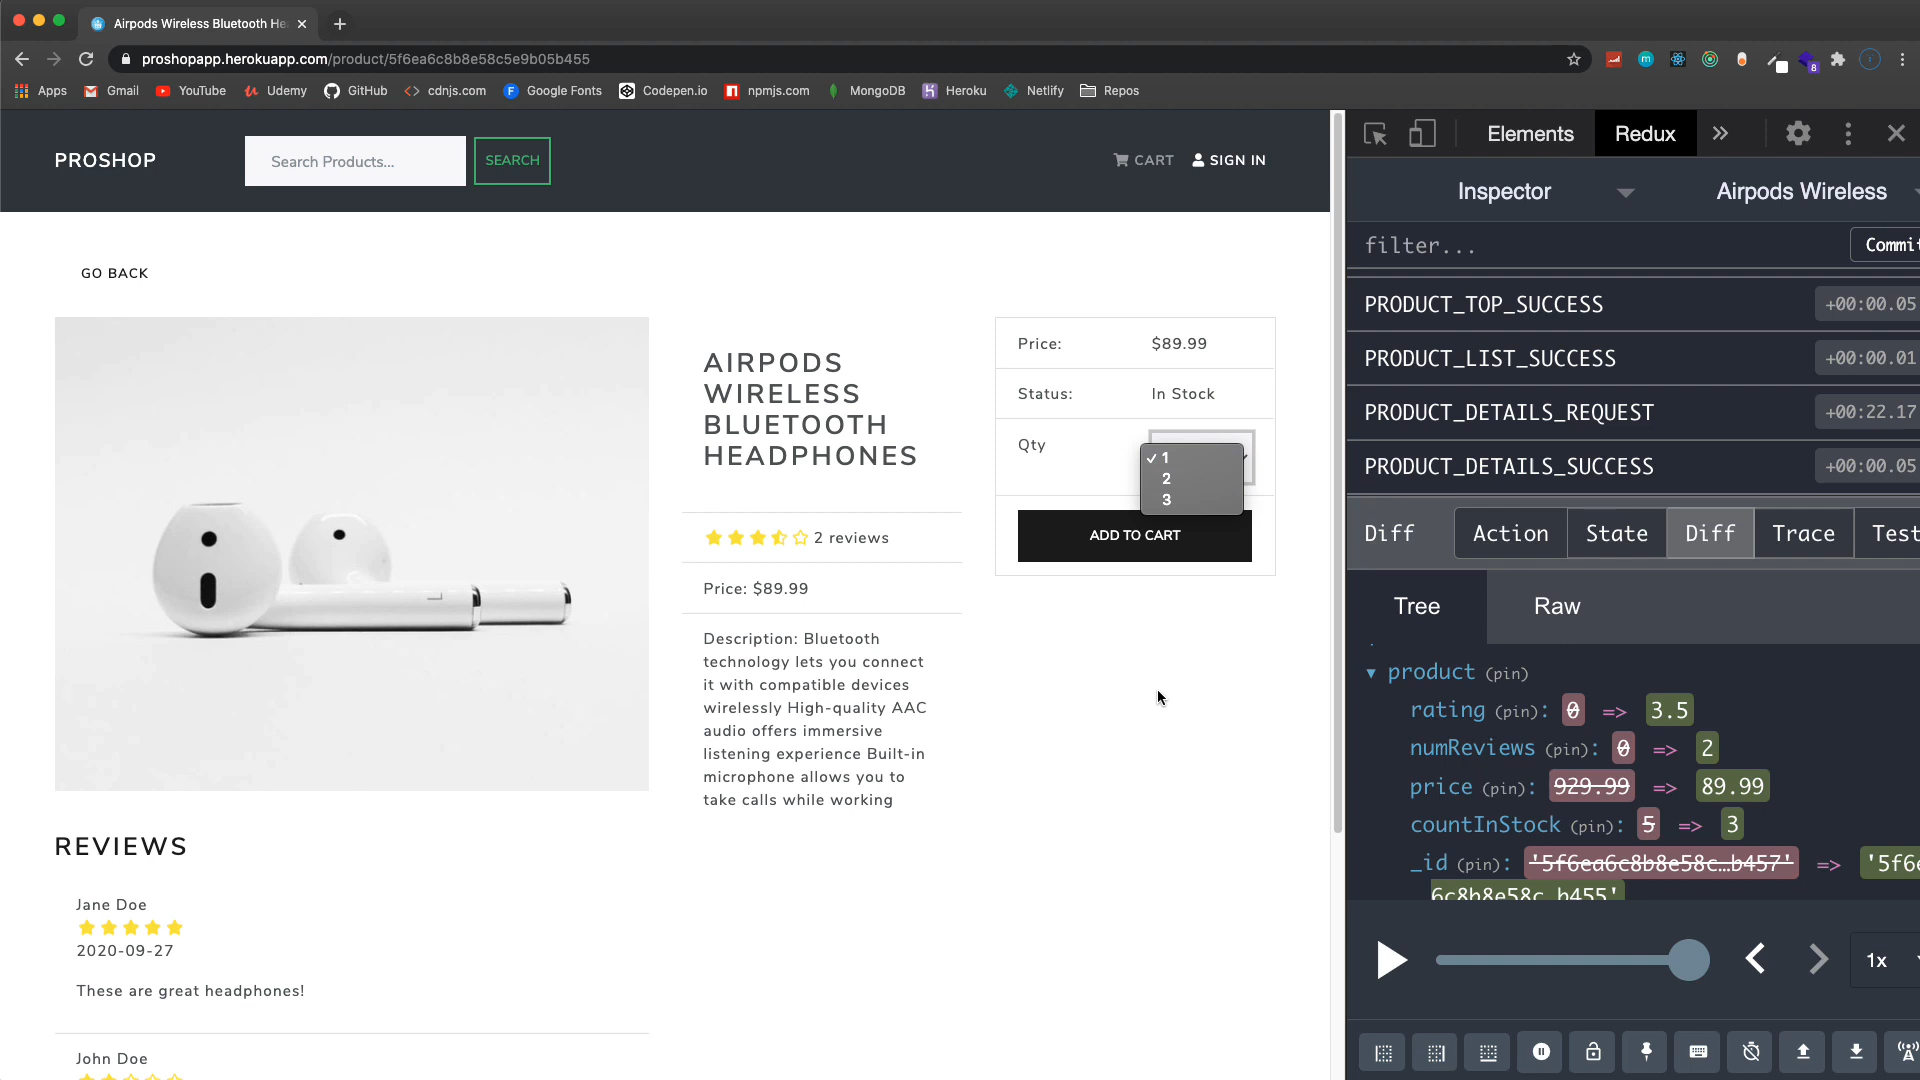 Airpods Wireless Bluetooth He
proshopapp.herokuapp.com/product/5f6ea6c8b8e58c5e9b05b455
8
Apps
Gmail
YouTube
Udemy
GitHub
cdnjs.com
Google Fonts
Codepen.io
npmjs.com
MongoDB
Heroku
Netlify
Repos
PROSHOP
Search Products...
SEARCH
CART
SIGN IN
GO BACK
AIRPODS
WIRELESS
BLUETOOTH
HEADPHONES
2 reviews
Price: $89.99
Description: Bluetooth
technology lets you connect
it with compatible devices
wirelessly High-quality AAC
audio offers immersive
listening experience Built-in
microphone allows you to
take calls while working
Price: $89.99
Status: In Stock
Qty
1
2
3
ADD TO CART
REVIEWS
Jane Doe
2020-09-27
These are great headphones!
John Doe
Elements
Redux
Inspector
Airpods Wireless
filter...
Commit
PRODUCT_TOP_SUCCESS +00:00.05
PRODUCT_LIST_SUCCESS +00:00.01
PRODUCT_DETAILS_REQUEST +00:22.17
PRODUCT_DETAILS_SUCCESS +00:00.05
Diff
Action
State
Diff
Trace
Test
Tree
Raw
product (pin)
rating (pin): 0 => 3.5
numReviews (pin): 0 => 2
price (pin): 929.99 => 89.99
countInStock (pin): 5 => 3
_id (pin): '5f6ea6c8b8e58c…b457' => '5f6e
6c8b8e58c…b455'
1x